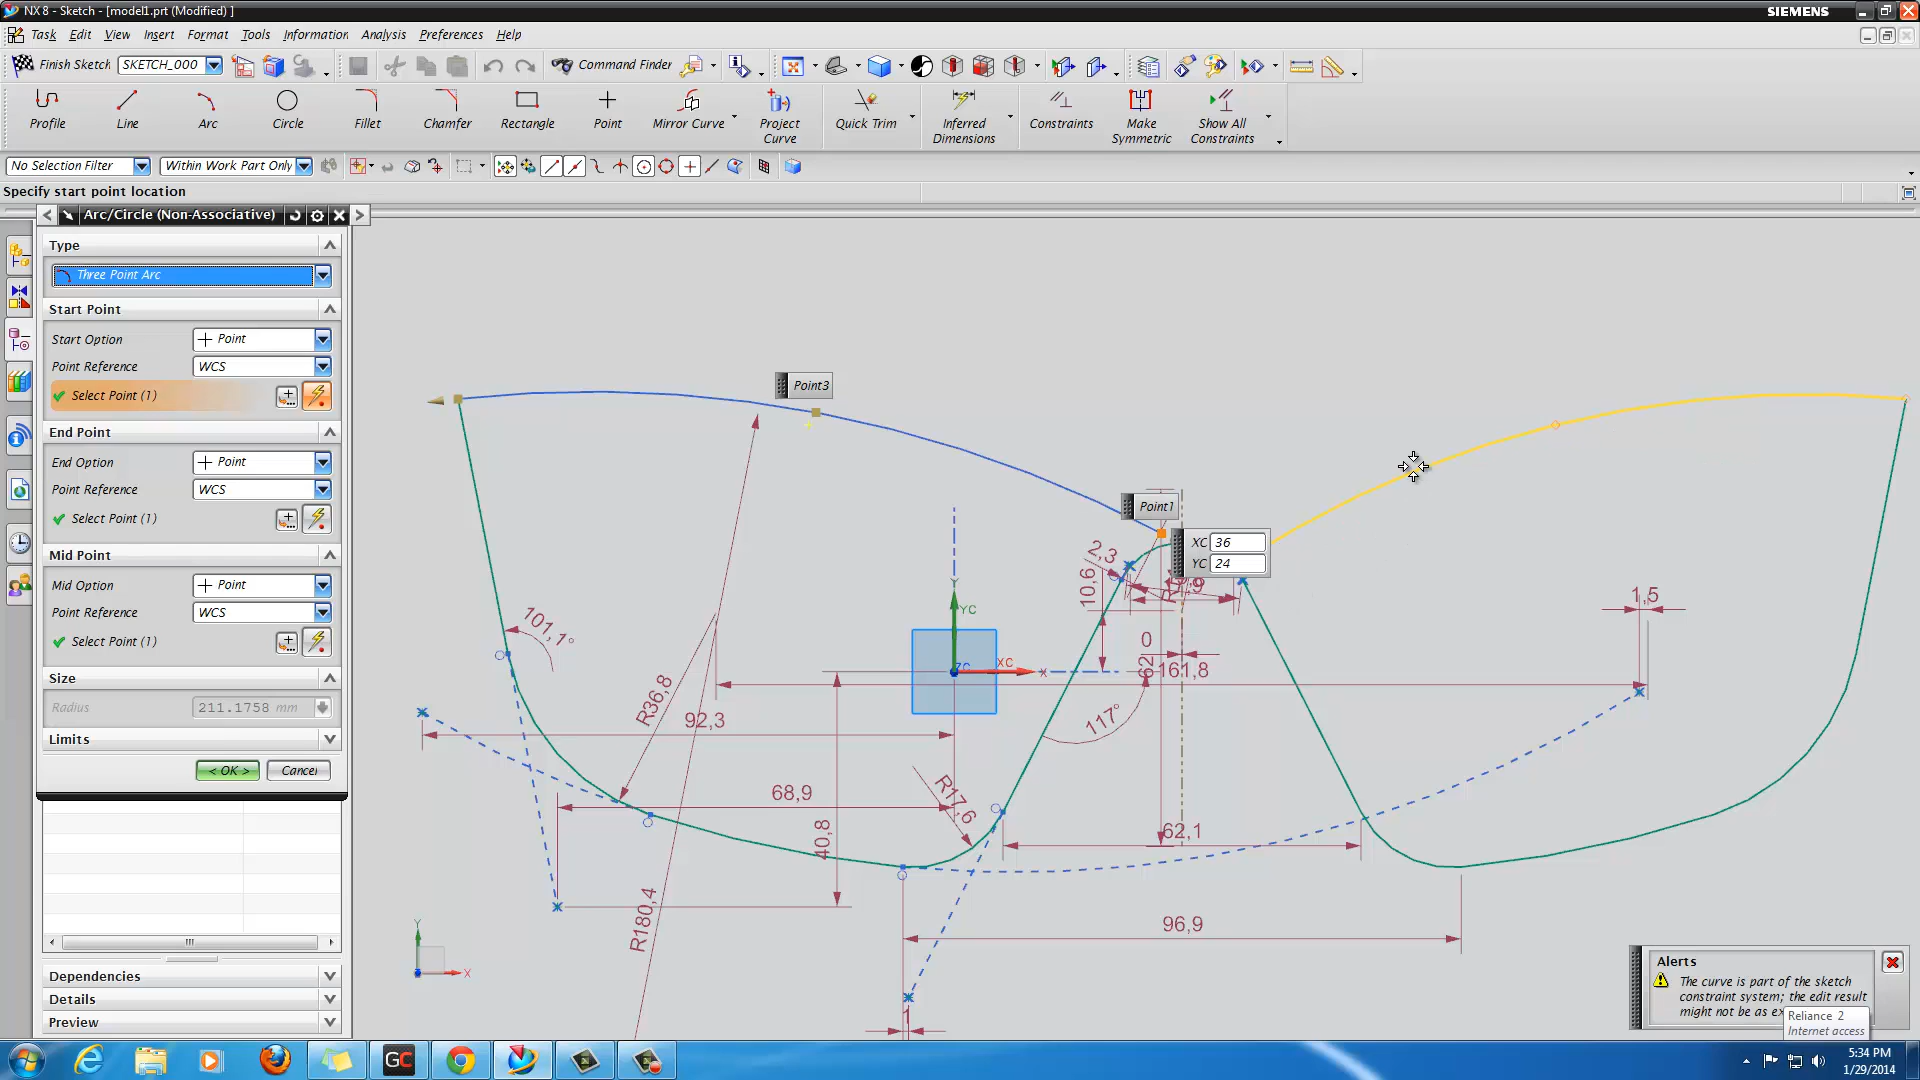 NX 8 - Sketch - [model1.prt (Modified) ]
SIEMENS
Task Edit View Insert Format Tools Information Analysis Preferences Help
Finish Sketch SKETCH_000 Command Finder
Profile Line Arc Circle Fillet Chamfer Rectangle Point Mirror Curve Project Curve Quick Trim Inferred Dimensions Constraints Make Symmetric Show All Constraints
No Selection Filter Within Work Part Only
Specify start point location
Arc/Circle (Non-Associative)
Type
Three Point Arc
Start Point
Start Option Point
Point Reference WCS
Select Point (1)
End Point
End Option Point
Point Reference WCS
Select Point (1)
Mid Point
Mid Option Point
Point Reference WCS
Select Point (1)
Size
Radius 211.1758 mm
Limits
< OK > Cancel
Dependencies
Details
Preview
Point3
Point1
XC 36
YC 24
2,3
10,6
1,5
101,1°
YC
XC
X
Y
0
62
161,8
R36,8
92,3
117°
68,9
R17,6
40,8
62,1
R180,4
96,9
1
Y
X
Alerts
The curve is part of the sketch
constraint system; the edit result
might not be as ex
Reliance 2
Internet access
GC
5:34 PM
1/29/2014